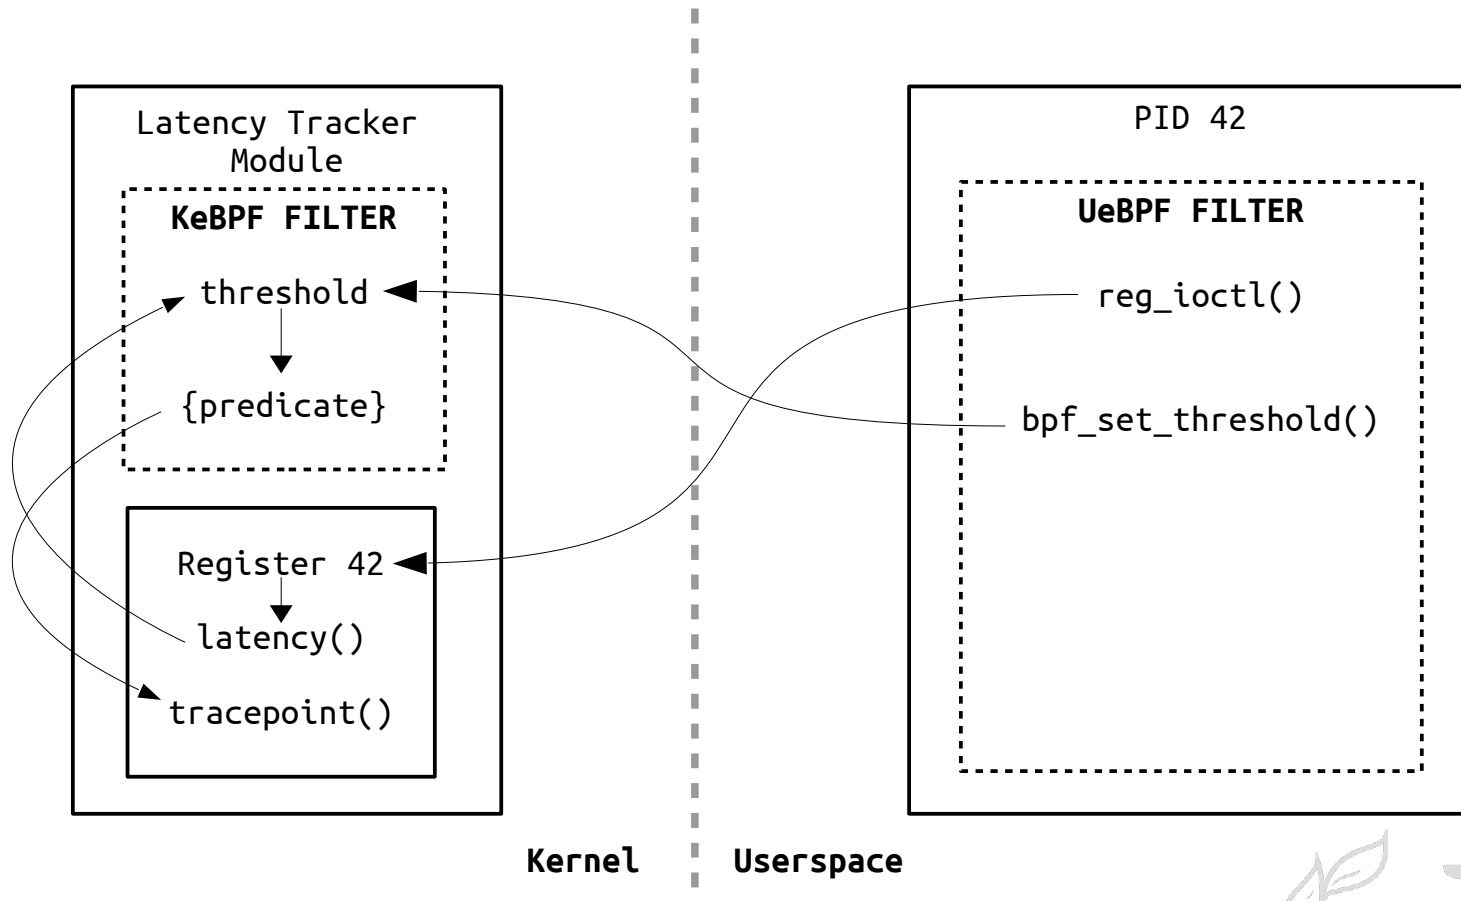 Latency Tracker
Module
KeBPF FILTER
threshold
{predicate}
Register 42
latency()
tracepoint()
PID 42
UeBPF FILTER
reg_ioctl()
bpf_set_threshold()
Kernel
Userspace